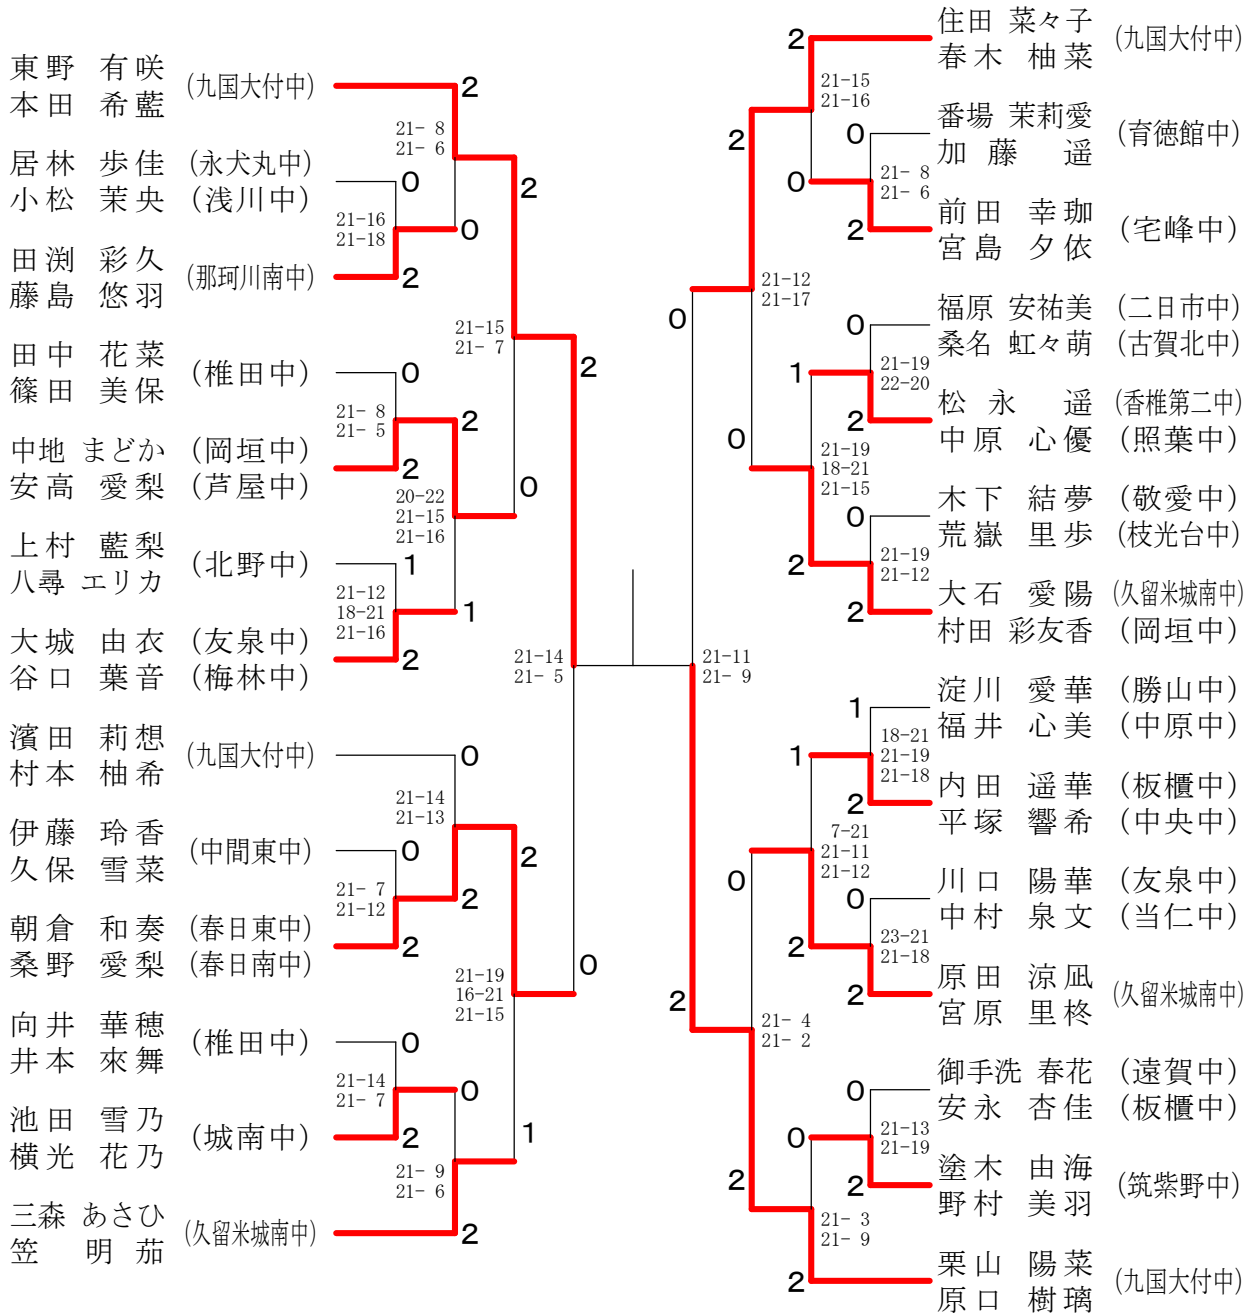 東野 有咲
本田 希藍
(九国大付中)
2
21- 8
21- 6
居林 歩佳 (永犬丸中)
小松 茉央 (浅川中)
0
2
21-16
21-18
0
田渕 彩久
藤島 悠羽
(那珂川南中)
2
21-15
21- 7
田中 花菜
篠田 美保
(椎田中)
0
2
21- 8
21- 5
2
中地 まどか (岡垣中)
安高 愛梨 (芦屋中)
2
0
20-22
21-15
21-16
上村 藍梨
八尋 エリカ
(北野中)
1
21-12
18-21
21-16
1
大城 由衣 (友泉中)
谷口 葉音 (梅林中)
2
21-14
21- 5
濱田 莉想
村本 柚希
(九国大付中)
0
21-14
21-13
伊藤 玲香
久保 雪菜
(中間東中)
0
2
21- 7
21-12
2
朝倉 和奏 (春日東中)
桑野 愛梨 (春日南中)
2
0
21-19
16-21
21-15
向井 華穂
井本 來舞
(椎田中)
0
21-14
21- 7
0
池田 雪乃
横光 花乃
(城南中)
2
1
21- 9
21- 6
三森 あさひ
笠 明茄
(久留米城南中)
2
住田 菜々子
春木 柚菜
(九国大付中)
2
21-15
21-16
番場 茉莉愛
加藤 遥
(育徳館中)
0
2
21- 8
21- 6
0
前田 幸珈
宮島 夕依
(宅峰中)
2
21-12
21-17
0
福原 安祐美 (二日市中)
桑名 虹々萌 (古賀北中)
0
21-19
22-20
1
松永 遥 (香椎第二中)
中原 心優 (照葉中)
2
0
21-19
18-21
21-15
木下 結夢 (敬愛中)
荒嶽 里歩 (枝光台中)
0
21-19
21-12
2
大石 愛陽 (久留米城南中)
村田 彩友香 (岡垣中)
2
21-11
21- 9
淀川 愛華 (勝山中)
福井 心美 (中原中)
1
18-21
21-19
21-18
1
内田 遥華 (板櫃中)
平塚 響希 (中央中)
2
7-21
21-11
21-12
0
川口 陽華 (友泉中)
中村 泉文 (当仁中)
0
23-21
21-18
2
原田 涼凪
宮原 里柊
(久留米城南中)
2
2
21- 4
21- 2
御手洗 春花 (遠賀中)
安永 杏佳 (板櫃中)
0
21-13
21-19
0
塗木 由海
野村 美羽
(筑紫野中)
2
2
21- 3
21- 9
栗山 陽菜
原口 樹璃
(九国大付中)
2